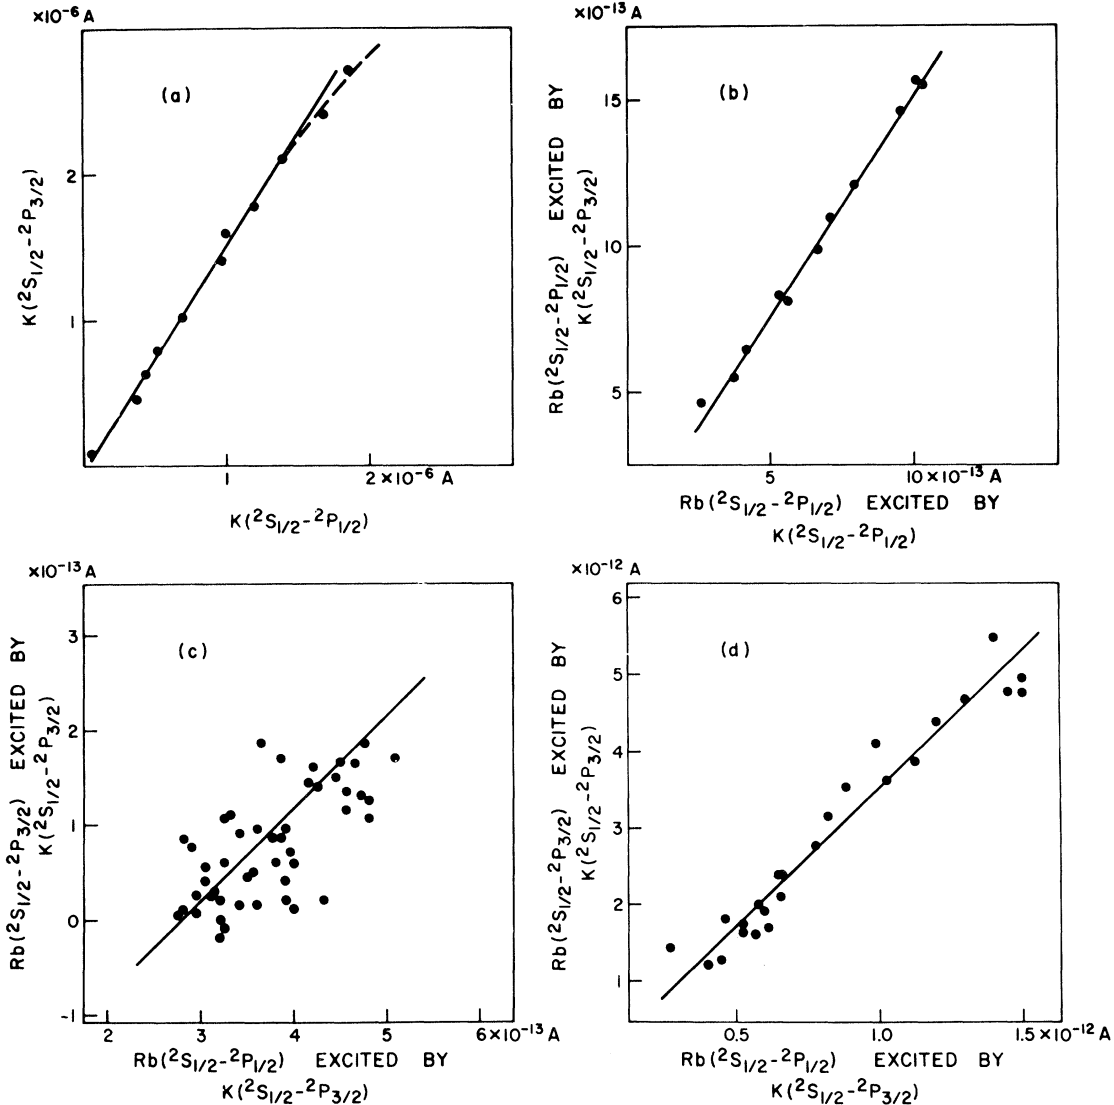 ×10⁻⁶ A
(a)
2
1
K(²S₁/₂-²P₃/₂)
1
2×10⁻⁶ A
K(²S₁/₂-²P₁/₂)
×10⁻¹³ A
(b)
15
10
5
Rb(²S₁/₂-²P₁/₂) EXCITED BY
K(²S₁/₂-²P₃/₂)
5
10×10⁻¹³ A
Rb(²S₁/₂-²P₁/₂) EXCITED BY
K(²S₁/₂-²P₁/₂)
×10⁻¹³ A
(c)
3
2
1
0
-1
Rb(²S₁/₂-²P₃/₂) EXCITED BY
K(²S₁/₂-²P₃/₂)
2
3
4
5
6×10⁻¹³ A
Rb(²S₁/₂-²P₁/₂) EXCITED BY
K(²S₁/₂-²P₃/₂)
×10⁻¹² A
(d)
6
5
4
3
2
1
Rb(²S₁/₂-²P₃/₂) EXCITED BY
K(²S₁/₂-²P₃/₂)
0.5
1.0
1.5×10⁻¹² A
Rb(²S₁/₂-²P₁/₂) EXCITED BY
K(²S₁/₂-²P₃/₂)